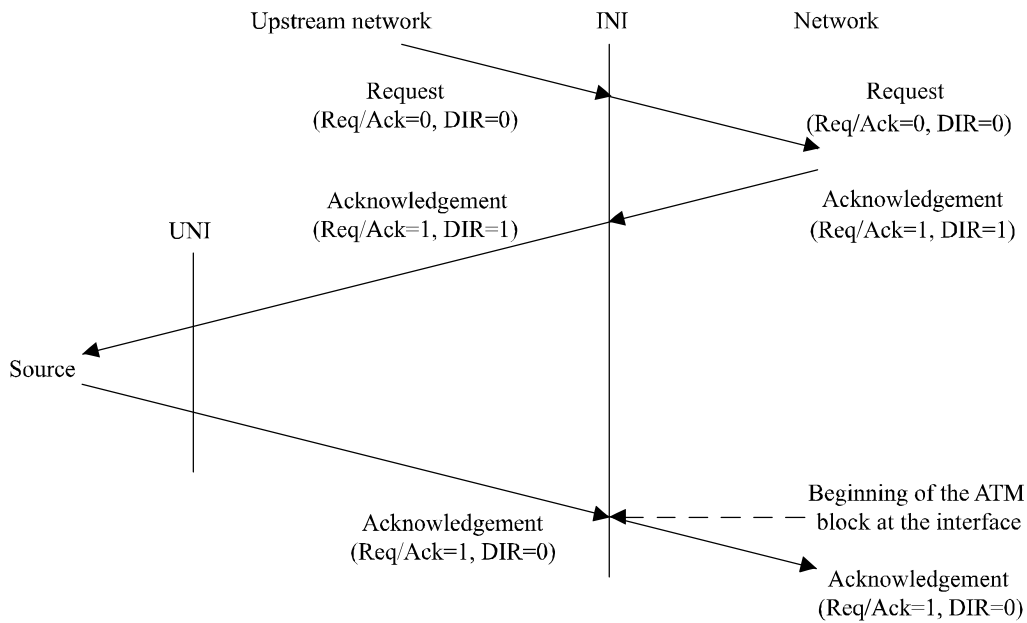 Upstream network
INI
Network
Request
(Req/Ack=0, DIR=0)
Request
(Req/Ack=0, DIR=0)
Acknowledgement
(Req/Ack=1, DIR=1)
Acknowledgement
(Req/Ack=1, DIR=1)
UNI
Source
Beginning of the ATM
block at the interface
Acknowledgement
(Req/Ack=1, DIR=0)
Acknowledgement
(Req/Ack=1, DIR=0)